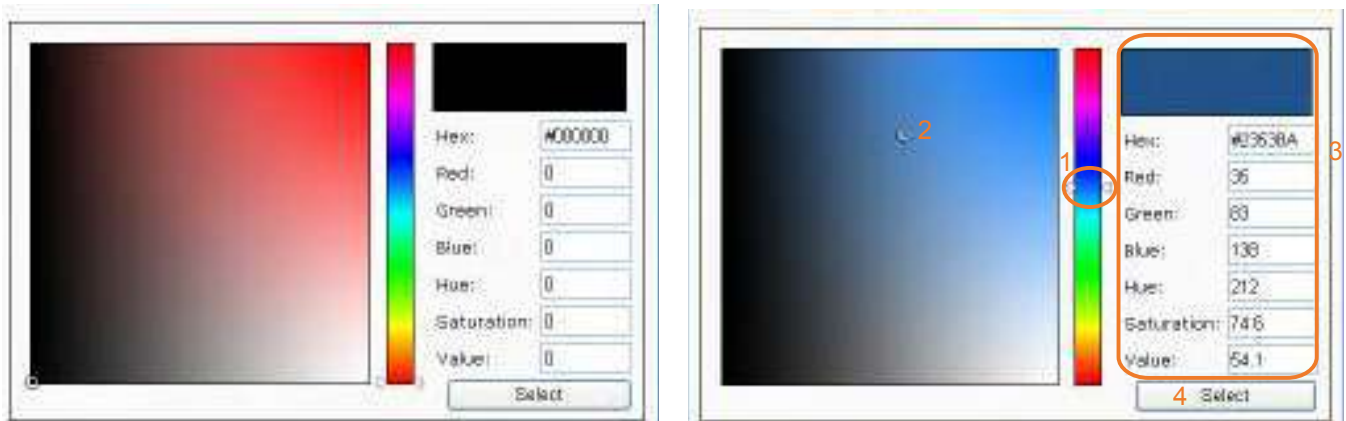 Hex: #000000
Red: 0
Green: 0
Blue: 0
Hue: 0
Saturation: 0
Value: 0
Select
2
1
3
Hex: #23538A
Red: 35
Green: 83
Blue: 138
Hue: 212
Saturation: 74.6
Value: 54.1
4 Select